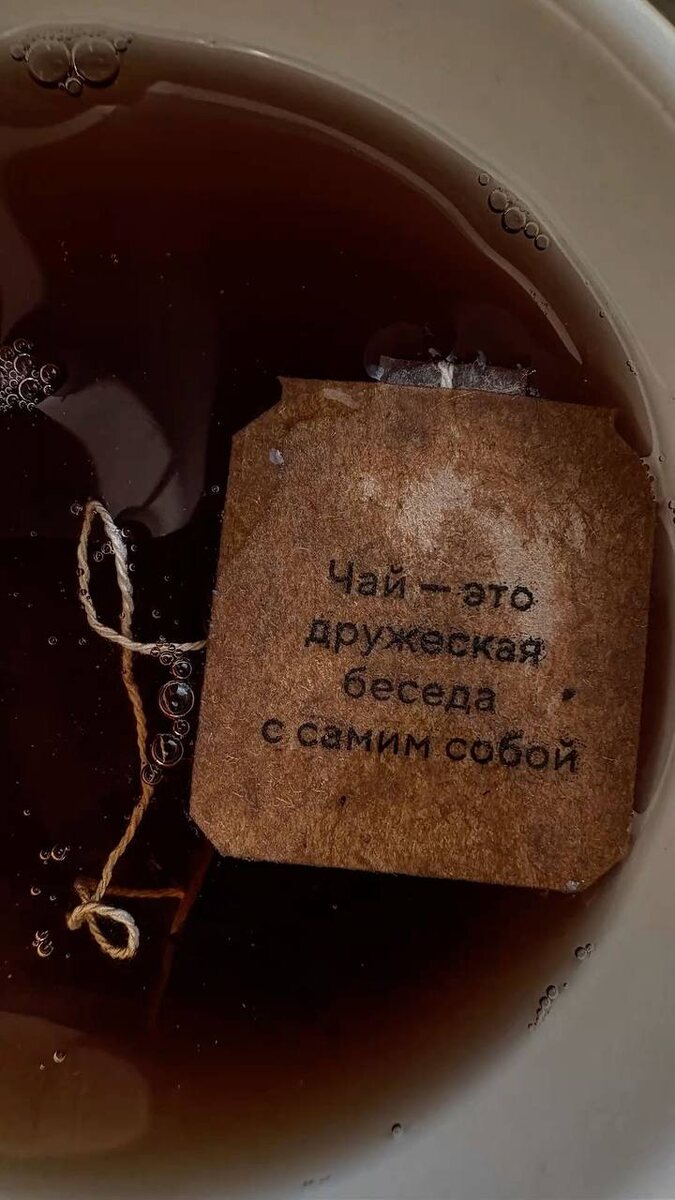 Чай — это
дружеская
беседа
с самим собой